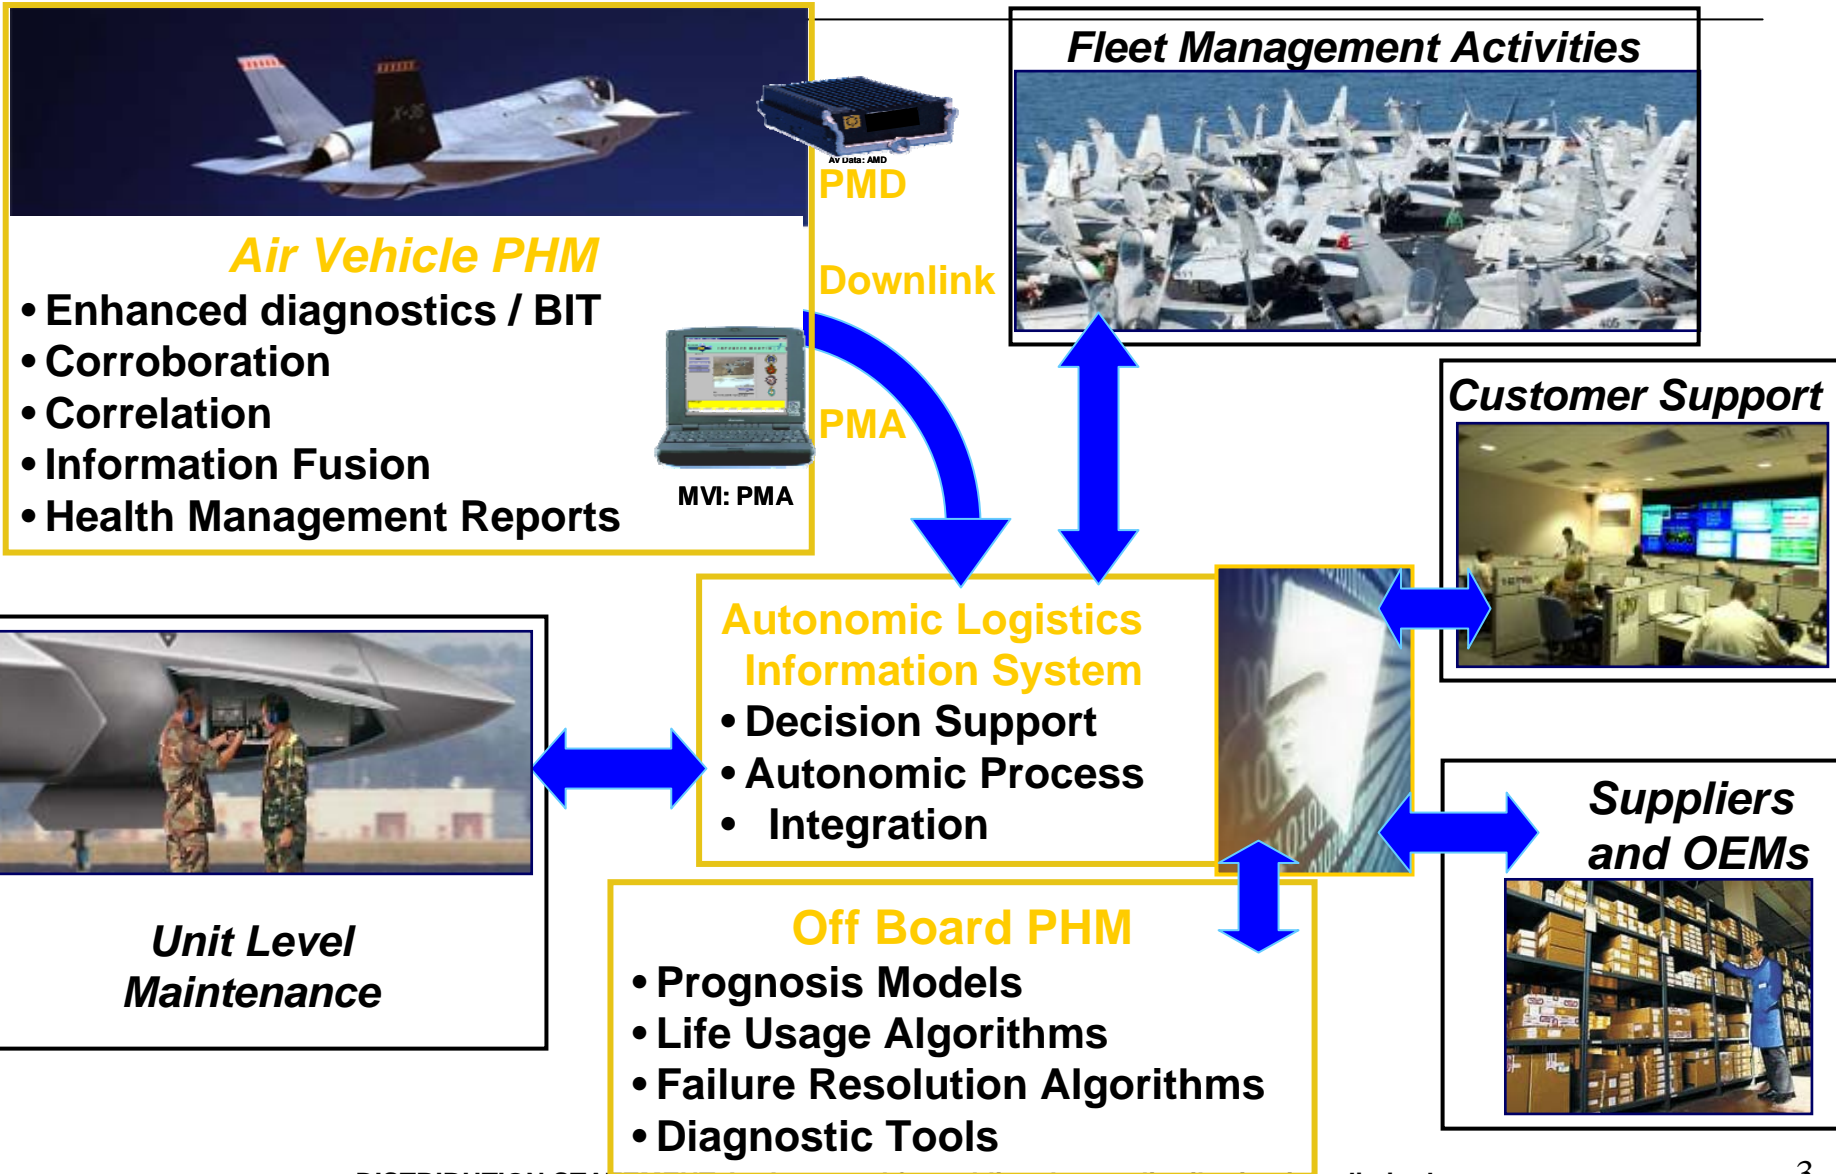 Fleet Management Activities
X-35
Av Data: AMD
PMD
Air Vehicle PHM
Downlink
• Enhanced diagnostics / BIT
• Corroboration
• Correlation
PMA
• Information Fusion
MVI: PMA
• Health Management Reports
405
Customer Support
Autonomic Logistics
Information System
• Decision Support
• Autonomic Process
• Integration
Suppliers
and OEMs
Unit Level
Maintenance
Off Board PHM
• Prognosis Models
• Life Usage Algorithms
• Failure Resolution Algorithms
• Diagnostic Tools
3